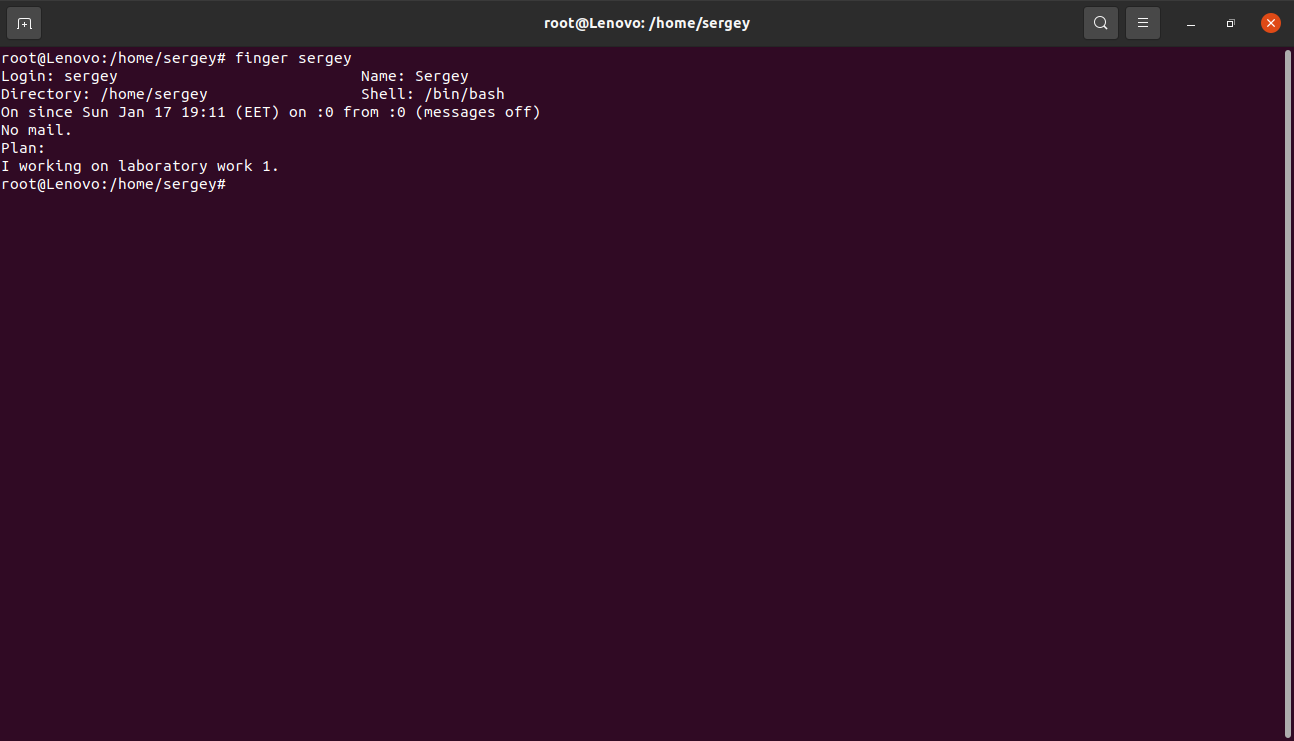 root@Lenovo: /home/sergey
root@Lenovo:/home/sergey# finger sergey
Login: sergey                           Name: Sergey
Directory: /home/sergey                 Shell: /bin/bash
On since Sun Jan 17 19:11 (EET) on :0 from :0 (messages off)
No mail.
Plan:
I working on laboratory work 1.
root@Lenovo:/home/sergey#